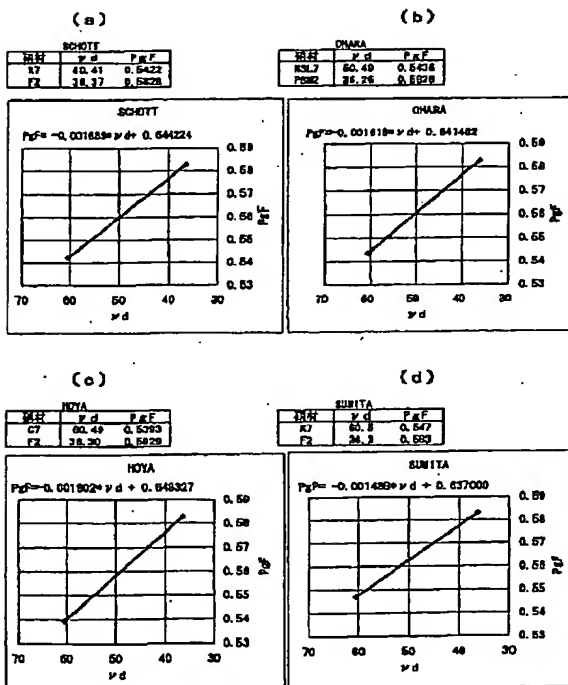 (a)
SCHOTT
硝材 νd PgF
K7 60.41 0.5422
F2 36.37 0.5828
SCHOTT
PgF= -0.001689*νd+ 0.644224
0.59
0.58
0.57
0.56
0.55
0.54
0.53
PgF
70 60 50 40 30
νd
(b)
OHARA
硝材 νd PgF
NSL7 60.49 0.5436
PBM2 36.26 0.5828
OHARA
PgF=-0.001618*νd+ 0.641462
0.59
0.58
0.57
0.56
0.55
0.54
0.53
PgF
70 60 50 40 30
νd
(c)
HOYA
硝材 νd PgF
C7 60.49 0.5393
F2 36.30 0.5829
HOYA
PgF=-0.001802*νd + 0.649327
0.59
0.58
0.57
0.56
0.55
0.54
0.53
PgF
70 60 50 40 30
νd
(d)
SUMITA
硝材 νd PgF
K7 60.5 0.547
F2 36.3 0.583
SUMITA
PgF= -0.001488*νd + 0.637000
0.59
0.58
0.57
0.56
0.55
0.54
0.53
PgF
70 60 50 40 30
νd